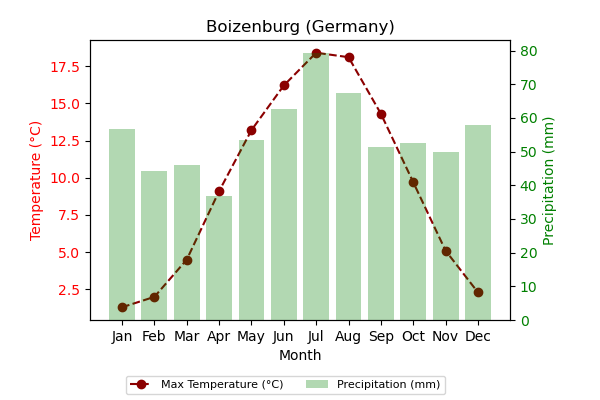 Boizenburg (Germany)
Temperature (°C)
17.5
15.0
12.5
10.0
7.5
5.0
2.5
80
70
60
50
40
30
20
10
0
Precipitation (mm)
Jan Feb Mar Apr May Jun Jul Aug Sep Oct Nov Dec
Month
Max Temperature (°C) Precipitation (mm)